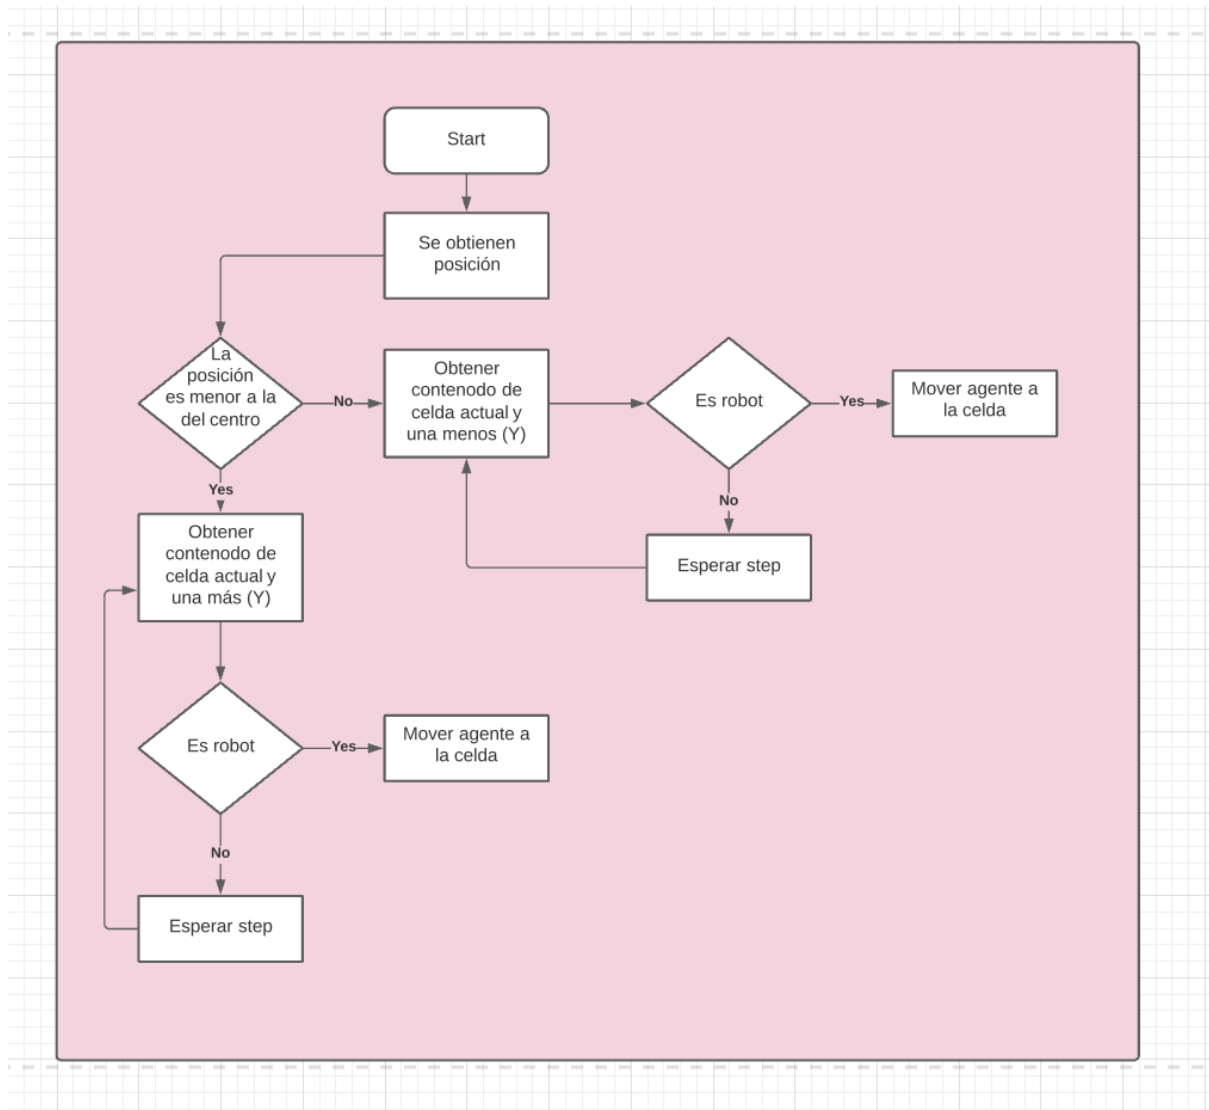 Start
Se obtienen
posición
La
posición
es menor a la
del centro
No
Obtener
contenodo de
celda actual y
una menos (Y)
Es robot
Yes
Mover agente a
la celda
No
Esperar step
Yes
Obtener
contenodo de
celda actual y
una más (Y)
Es robot
Yes
Mover agente a
la celda
No
Esperar step